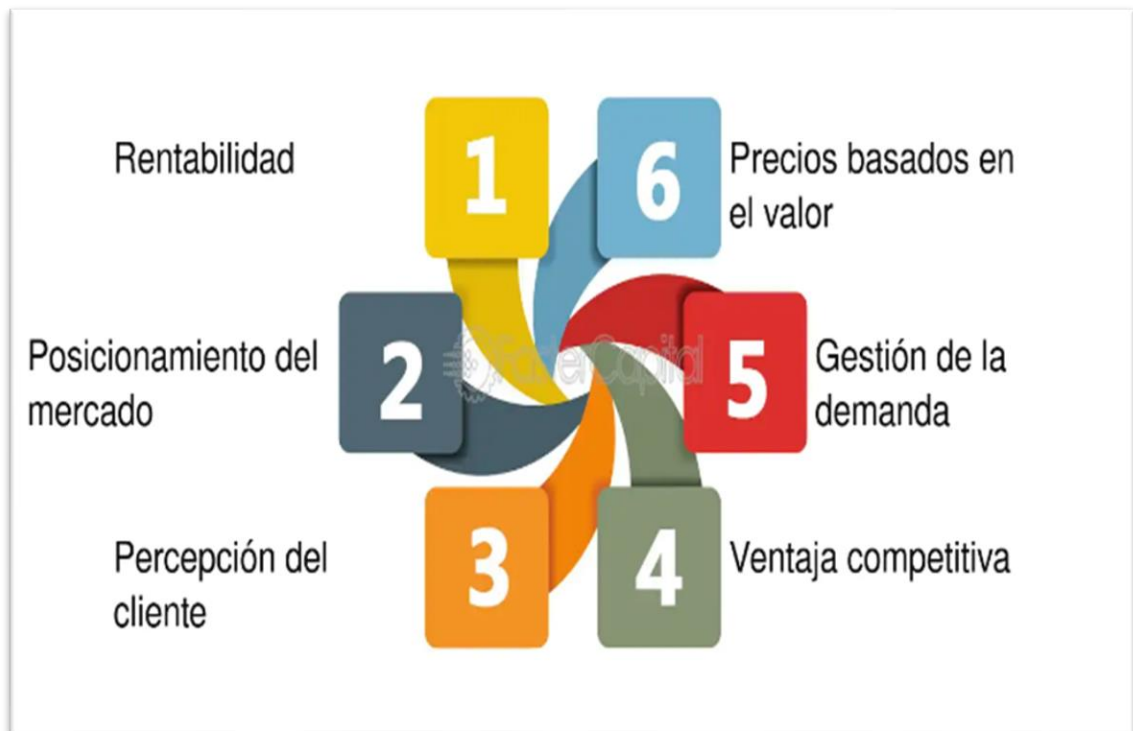 Rentabilidad
1
6
Precios basados en
el valor
Posicionamiento del
mercado
2
FasterCapital
5
Gestión de la
demanda
Percepción del
cliente
3
4
Ventaja competitiva